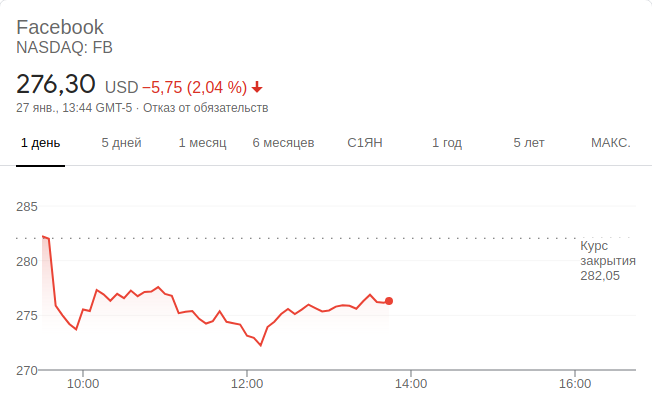 Facebook
NASDAQ: FB
276,30 USD −5,75 (2,04 %)
27 янв., 13:44 GMT-5 · Отказ от обязательств
1 день 5 дней 1 месяц 6 месяцев С1ЯН 1 год 5 лет МАКС.
285
280
275
270
Курс
закрытия
282,05
10:00 12:00 14:00 16:00